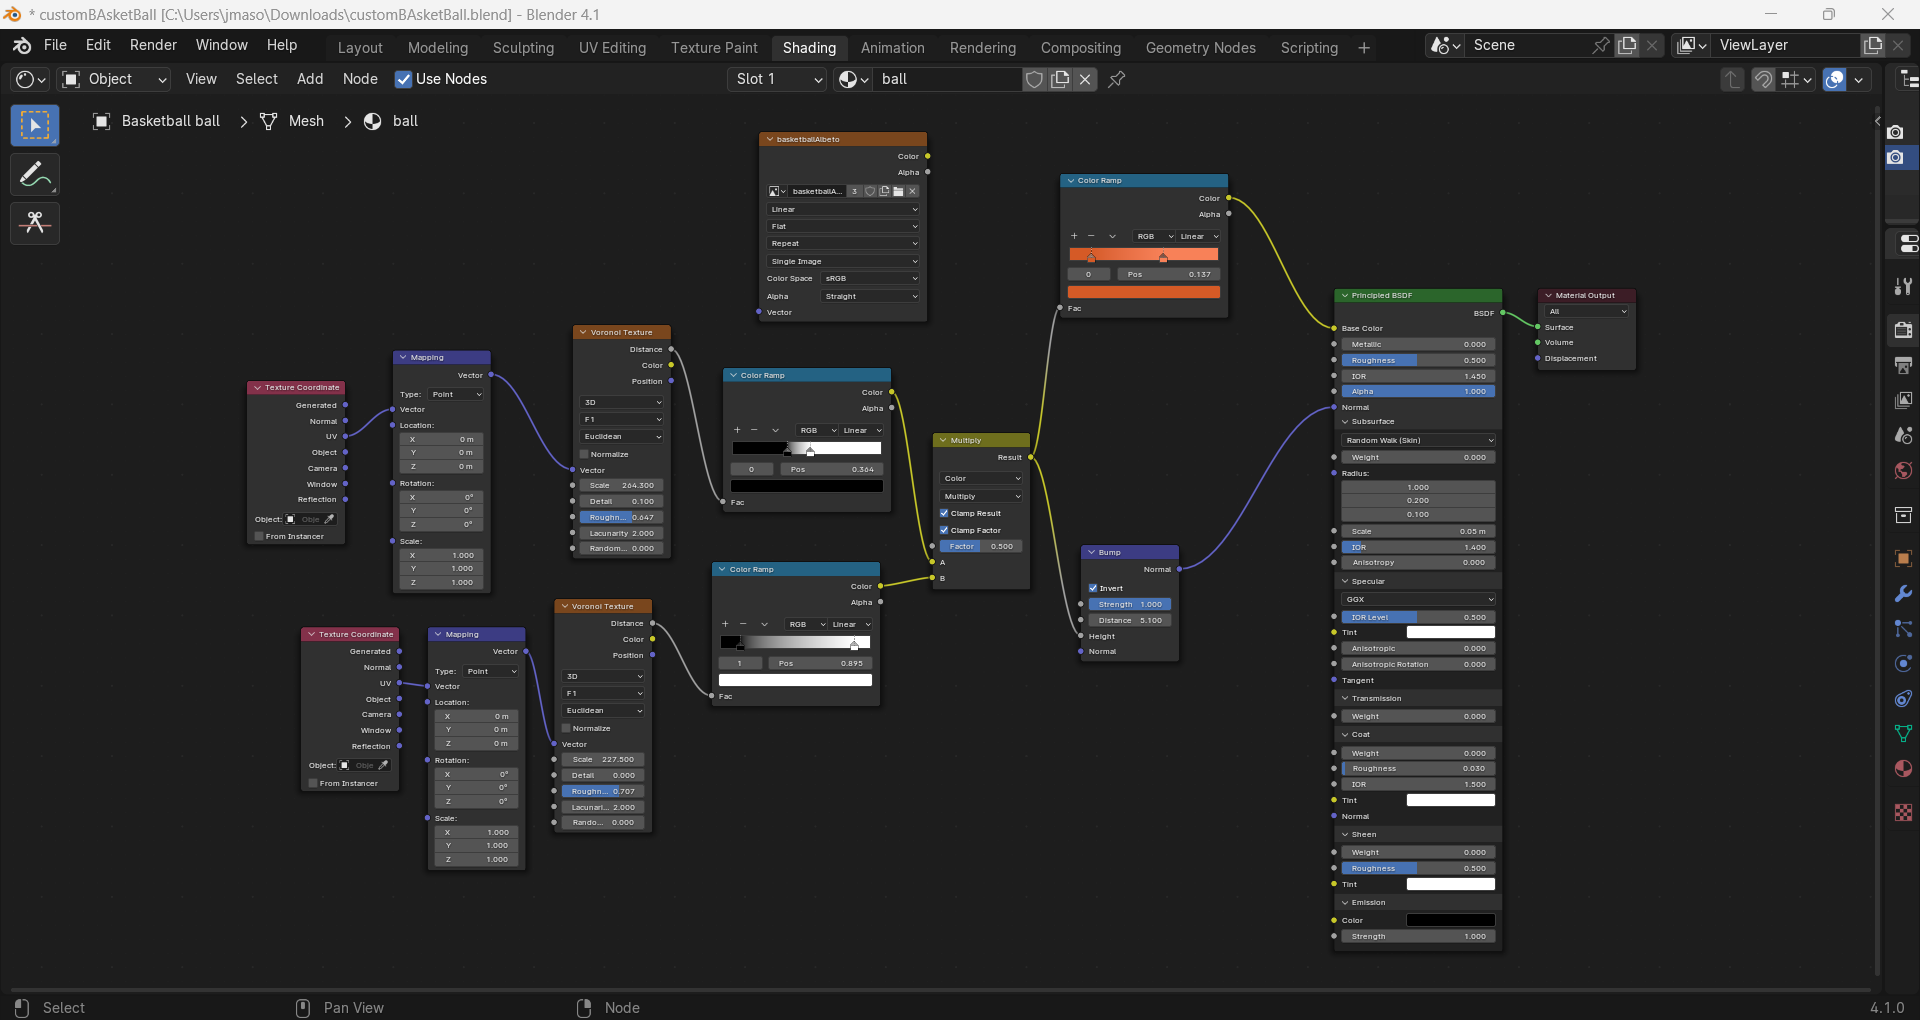 * customBAsketBall [C:\Users\jmaso\Downloads\customBAsketBall.blend] - Blender 4.1
File Edit Render Window Help Layout Modeling Sculpting UV Editing Texture Paint Shading Animation Rendering Compositing Geometry Nodes Scripting + Scene ViewLayer
Object View Select Add Node Use Nodes Slot 1 ball
Basketball ball > Mesh > ball
basketballAlbeto
Color
Alpha
basketballA... 3
Linear
Flat
Repeat
Single Image
Color Space sRGB
Alpha Straight
Vector
Color Ramp
Color
Alpha
RGB Linear
0 Pos 0.137
Fac
Texture Coordinate
Generated
Normal
UV
Object
Camera
Window
Reflection
Object: Obje
From Instancer
Mapping
Vector
Type: Point
Vector
Location:
X 0 m
Y 0 m
Z 0 m
Rotation:
X 0°
Y 0°
Z 0°
Scale:
X 1.000
Y 1.000
Z 1.000
Voronoi Texture
Distance
Color
Position
3D
F1
Euclidean
Normalize
Vector
Scale 264.300
Detail 0.100
Roughn... 0.647
Lacunarity 2.000
Random... 0.000
Color Ramp
Color
Alpha
RGB Linear
0 Pos 0.364
Fac
Texture Coordinate
Generated
Normal
UV
Object
Camera
Window
Reflection
Object: Obje
From Instancer
Mapping
Vector
Type: Point
Vector
Location:
X 0 m
Y 0 m
Z 0 m
Rotation:
X 0°
Y 0°
Z 0°
Scale:
X 1.000
Y 1.000
Z 1.000
Voronoi Texture
Distance
Color
Position
3D
F1
Euclidean
Normalize
Vector
Scale 227.500
Detail 0.000
Roughn... 0.707
Lacunari... 2.000
Rando... 0.000
Color Ramp
Color
Alpha
RGB Linear
1 Pos 0.895
Fac
Multiply
Result
Color
Multiply
Clamp Result
Clamp Factor
Factor 0.500
A
B
Bump
Normal
Invert
Strength 1.000
Distance 5.100
Height
Normal
Principled BSDF
BSDF
Base Color
Metallic 0.000
Roughness 0.500
IOR 1.450
Alpha 1.000
Normal
Subsurface
Random Walk (Skin)
Weight 0.000
Radius:
1.000
0.200
0.100
Scale 0.05 m
IOR 1.400
Anisotropy 0.000
Specular
GGX
IOR Level 0.500
Tint
Anisotropic 0.000
Anisotropic Rotation 0.000
Tangent
Transmission
Weight 0.000
Coat
Weight 0.000
Roughness 0.030
IOR 1.500
Tint
Normal
Sheen
Weight 0.000
Roughness 0.500
Tint
Emission
Color
Strength 1.000
Material Output
All
Surface
Volume
Displacement
Select Pan View Node 4.1.0